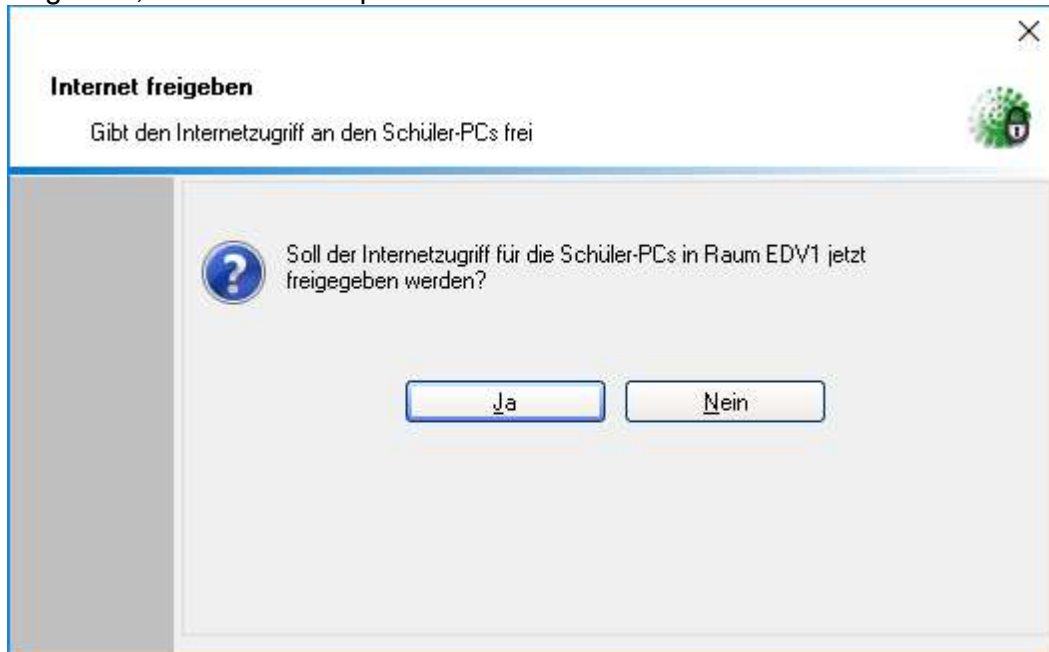 Internet freigeben
Gibt den Internetzugriff an den Schüler-PCs frei
Soll der Internetzugriff für die Schüler-PCs in Raum EDV1 jetzt
freigegeben werden?
Ja
Nein